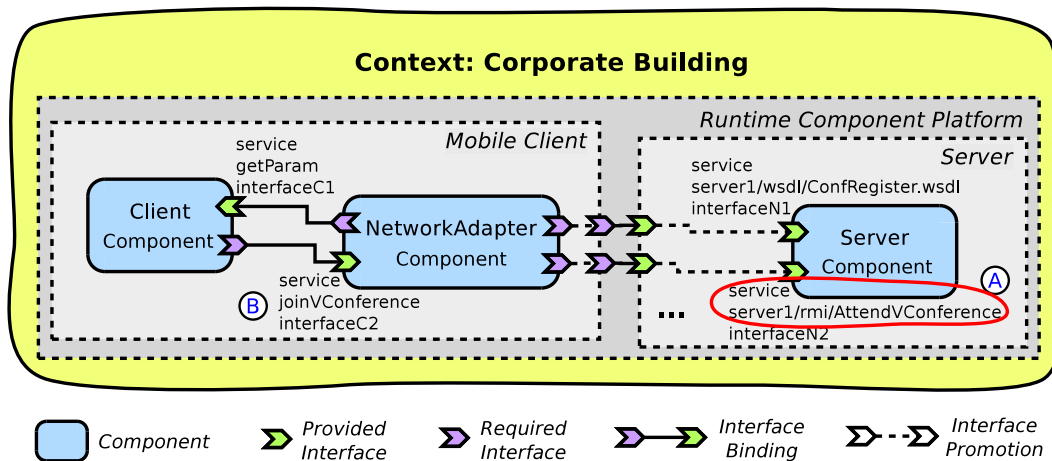 Context: Corporate Building
Runtime Component Platform
Mobile Client
Server
service
getParam
interfaceC1
service
server1/wsdl/ConfRegister.wsdl
interfaceN1
Client
Component
NetworkAdapter
Component
Server
Component
B
service
joinVConference
interfaceC2
...
service
server1/rmi/AttendVConference
interfaceN2
A
Component
Provided
Interface
Required
Interface
Interface
Binding
Interface
Promotion